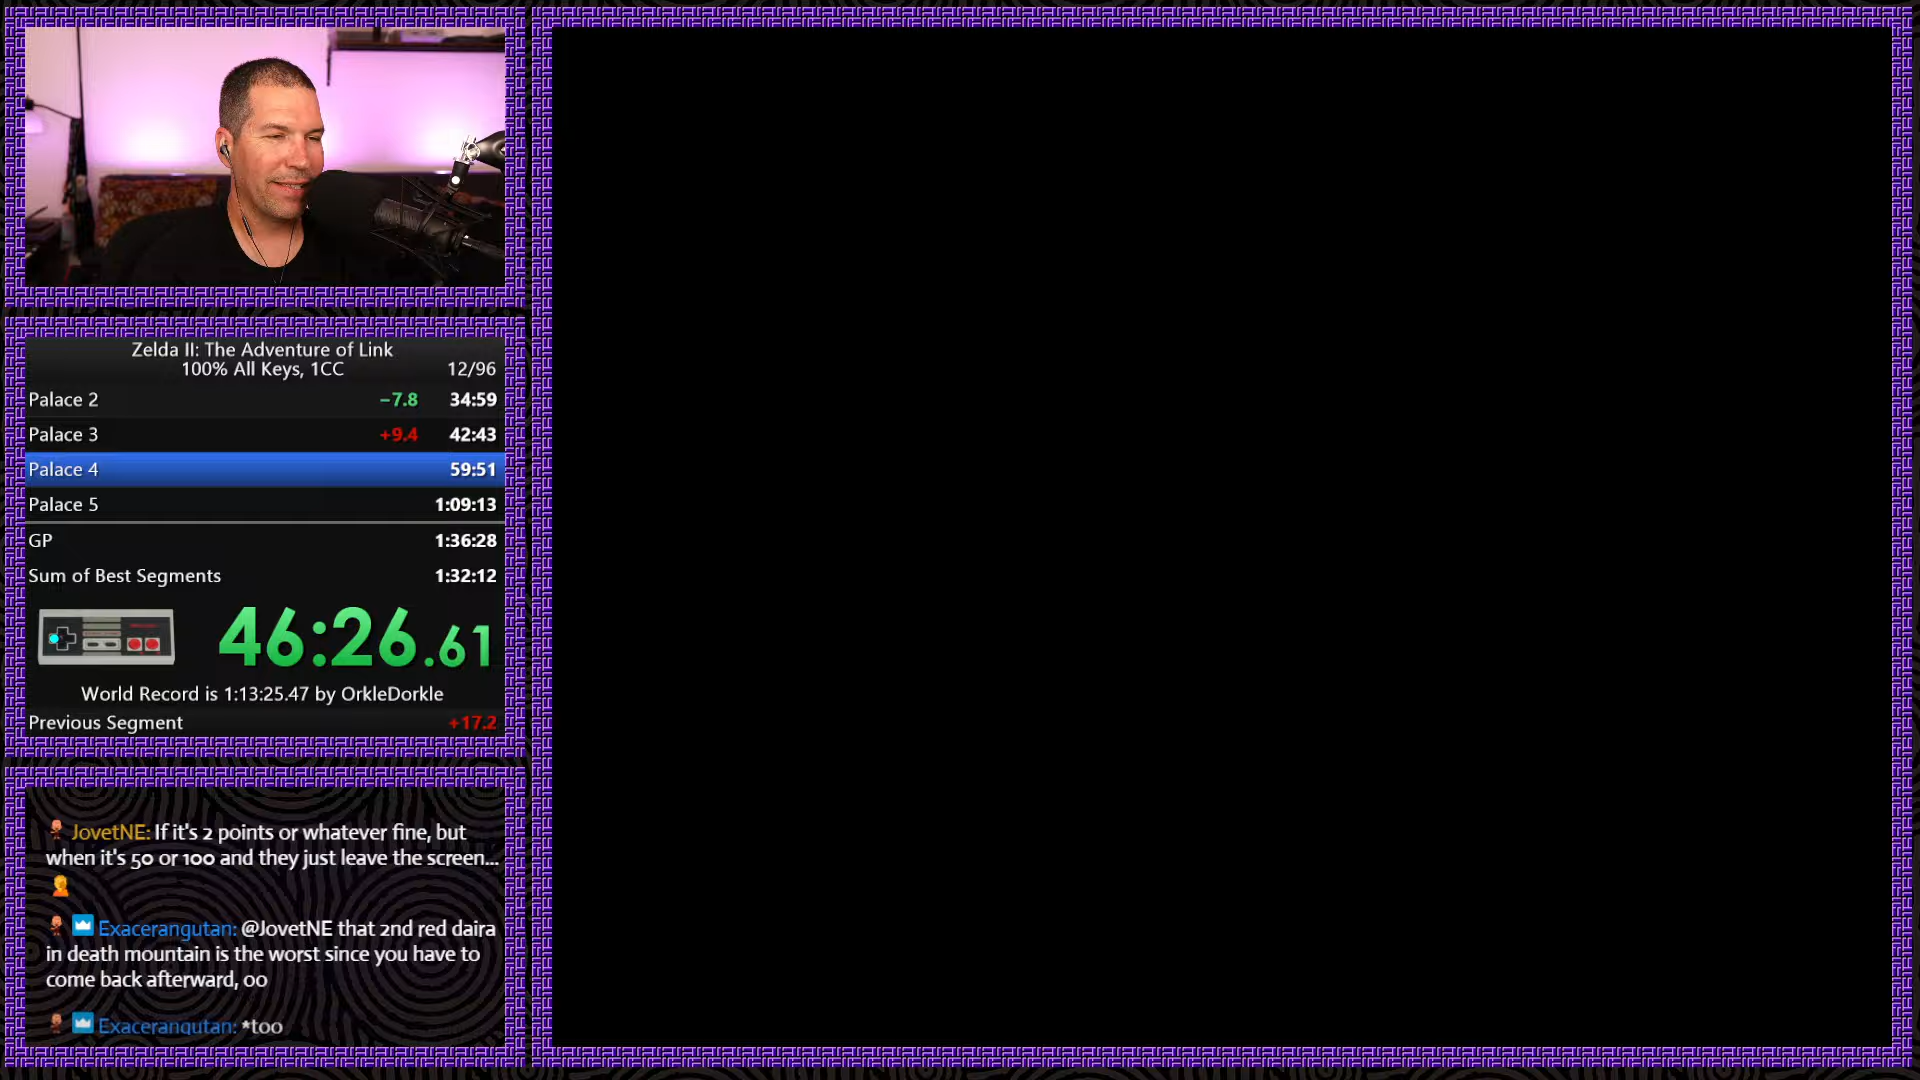 Zelda II: The Adventure of Link
100% All Keys, 1CC 12/96
Palace 2 −7.8 34:59
Palace 3 +9.4 42:43
Palace 4 59:51
Palace 5 1:09:13
GP 1:36:28
Sum of Best Segments 1:32:12
46:26.61
World Record is 1:13:25.47 by OrkleDorkle
Previous Segment +17.2
JovetNE: If it's 2 points or whatever fine, but
when it's 50 or 100 and they just leave the screen...
Exacerangutan: @JovetNE that 2nd red daira
in death mountain is the worst since you have to
come back afterward, oo
Exacerangutan: *too